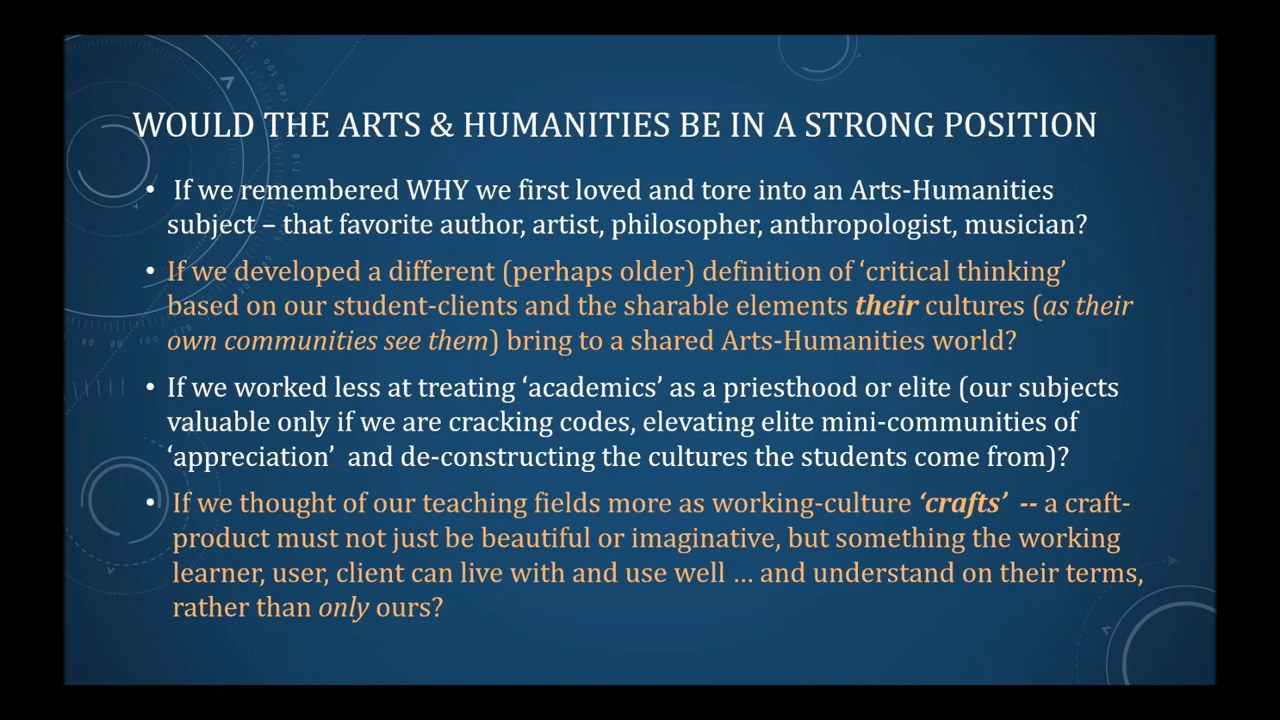 WOULD THE ARTS & HUMANITIES BE IN A STRONG POSITION
• If we remembered WHY we first loved and tore into an Arts-Humanities
subject – that favorite author, artist, philosopher, anthropologist, musician?
• If we developed a different (perhaps older) definition of ‘critical thinking’
based on our student-clients and the sharable elements their cultures (as their
own communities see them) bring to a shared Arts-Humanities world?
• If we worked less at treating ‘academics’ as a priesthood or elite (our subjects
valuable only if we are cracking codes, elevating elite mini-communities of
‘appreciation’ and de-constructing the cultures the students come from)?
• If we thought of our teaching fields more as working-culture ‘crafts’ -- a craft-
product must not just be beautiful or imaginative, but something the working
learner, user, client can live with and use well … and understand on their terms,
rather than only ours?